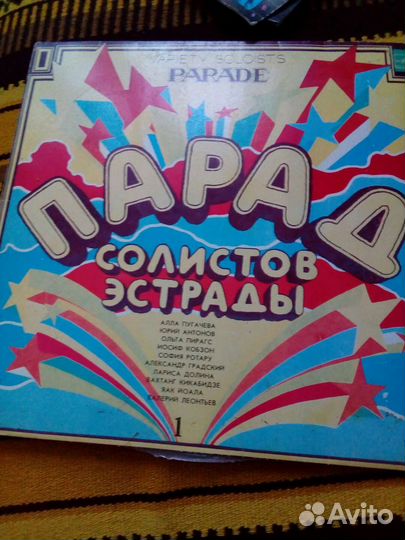 VARIETY SOLOISTS
PARADE
ПАРАД
СОЛИСТОВ
ЭСТРАДЫ
АЛЛА ПУГАЧЕВА
ЮРИЙ АНТОНОВ
ОЛЬГА ПИРАГС
ИОСИФ КОБЗОН
СОФИЯ РОТАРУ
АЛЕКСАНДР ГРАДСКИЙ
ЛАРИСА ДОЛИНА
ВАХТАНГ КИКАБИДЗЕ
ЯАК ЙОАЛА
ВАЛЕРИЙ ЛЕОНТЬЕВ
1
Avito